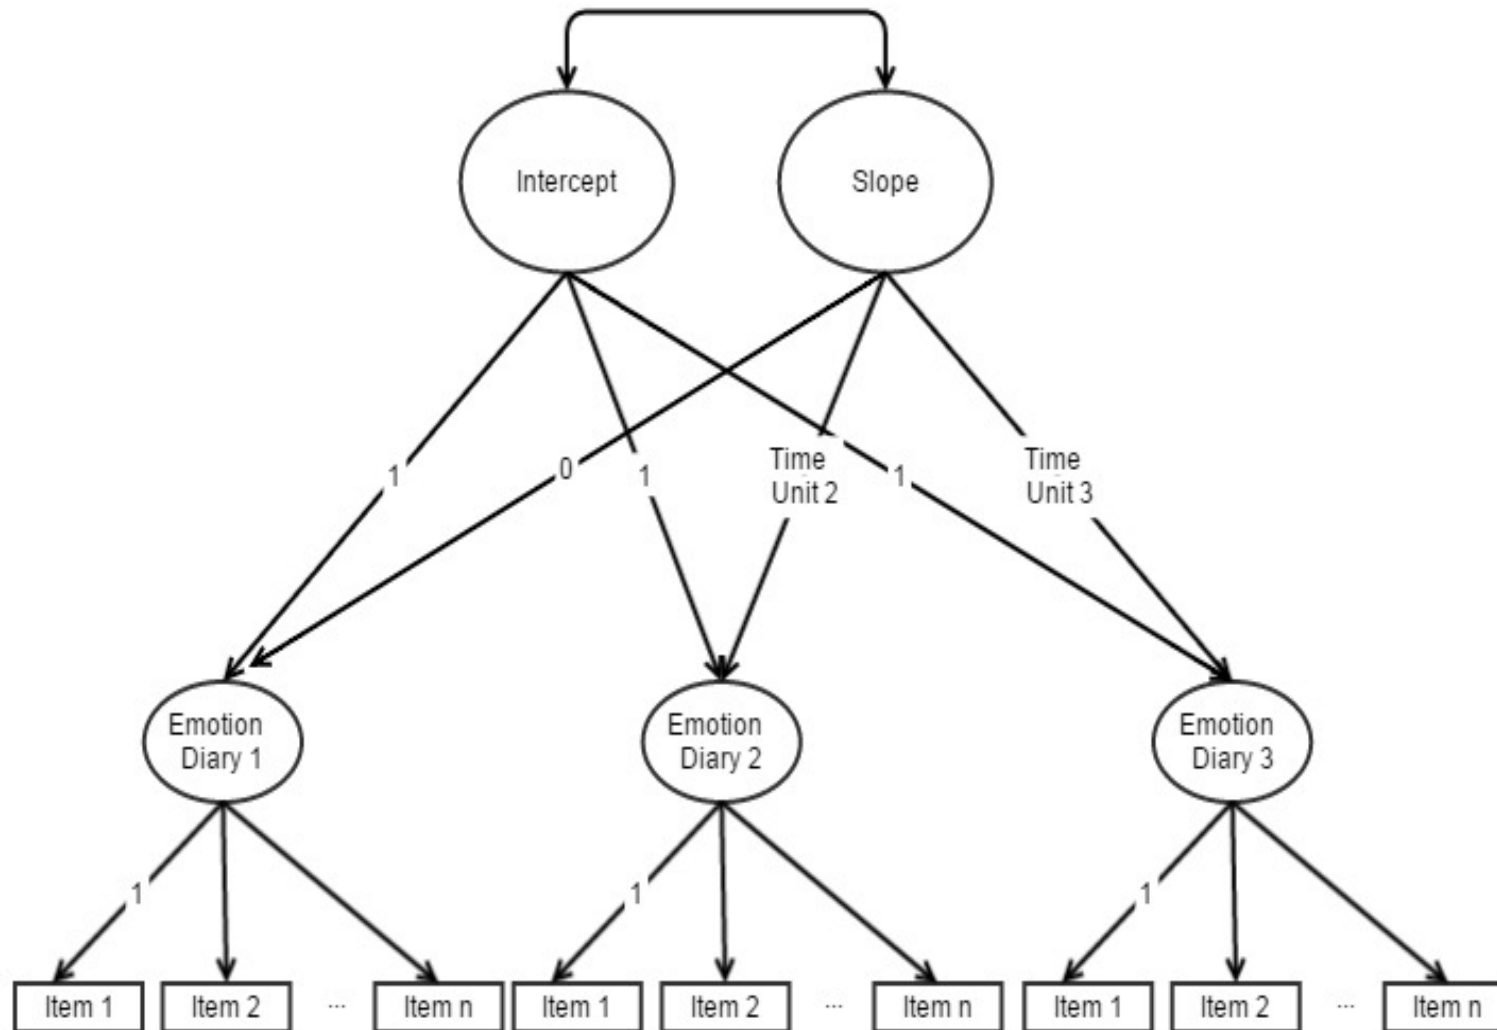 Intercept
Slope
1
0
1
Time
Unit 2
1
Time
Unit 3
Emotion
Diary 1
Emotion
Diary 2
Emotion
Diary 3
1
1
1
Item 1
Item 2
...
Item n
Item 1
Item 2
...
Item n
Item 1
Item 2
...
Item n